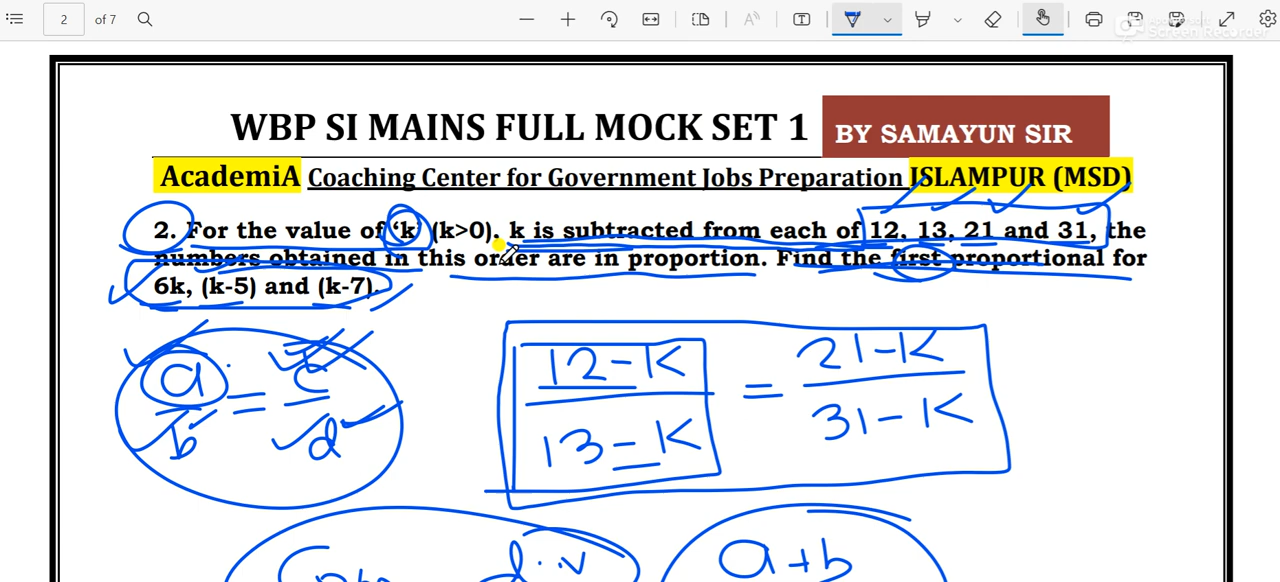 2 of 7
WBP SI MAINS FULL MOCK SET 1 BY SAMAYUN SIR
AcademiA Coaching Center for Government Jobs Preparation ISLAMPUR (MSD)
2. For the value of 'k' (k>0), k is subtracted from each of 12, 13, 21 and 31, the
numbers obtained in this order are in proportion. Find the first proportional for
6k, (k-5) and (k-7).
a/b = c/d
12-K/13-K = 21-K/31-K
a+b